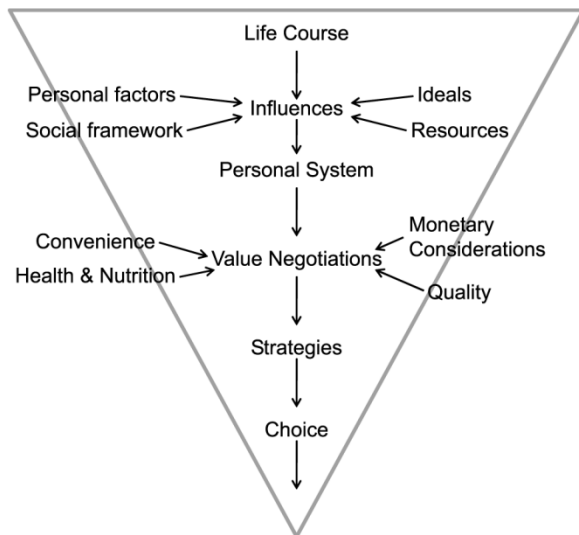 Life Course
Personal factors
Ideals
Influences
Social framework
Resources
Personal System
Convenience
Monetary
Considerations
Value Negotiations
Health & Nutrition
Quality
Strategies
Choice